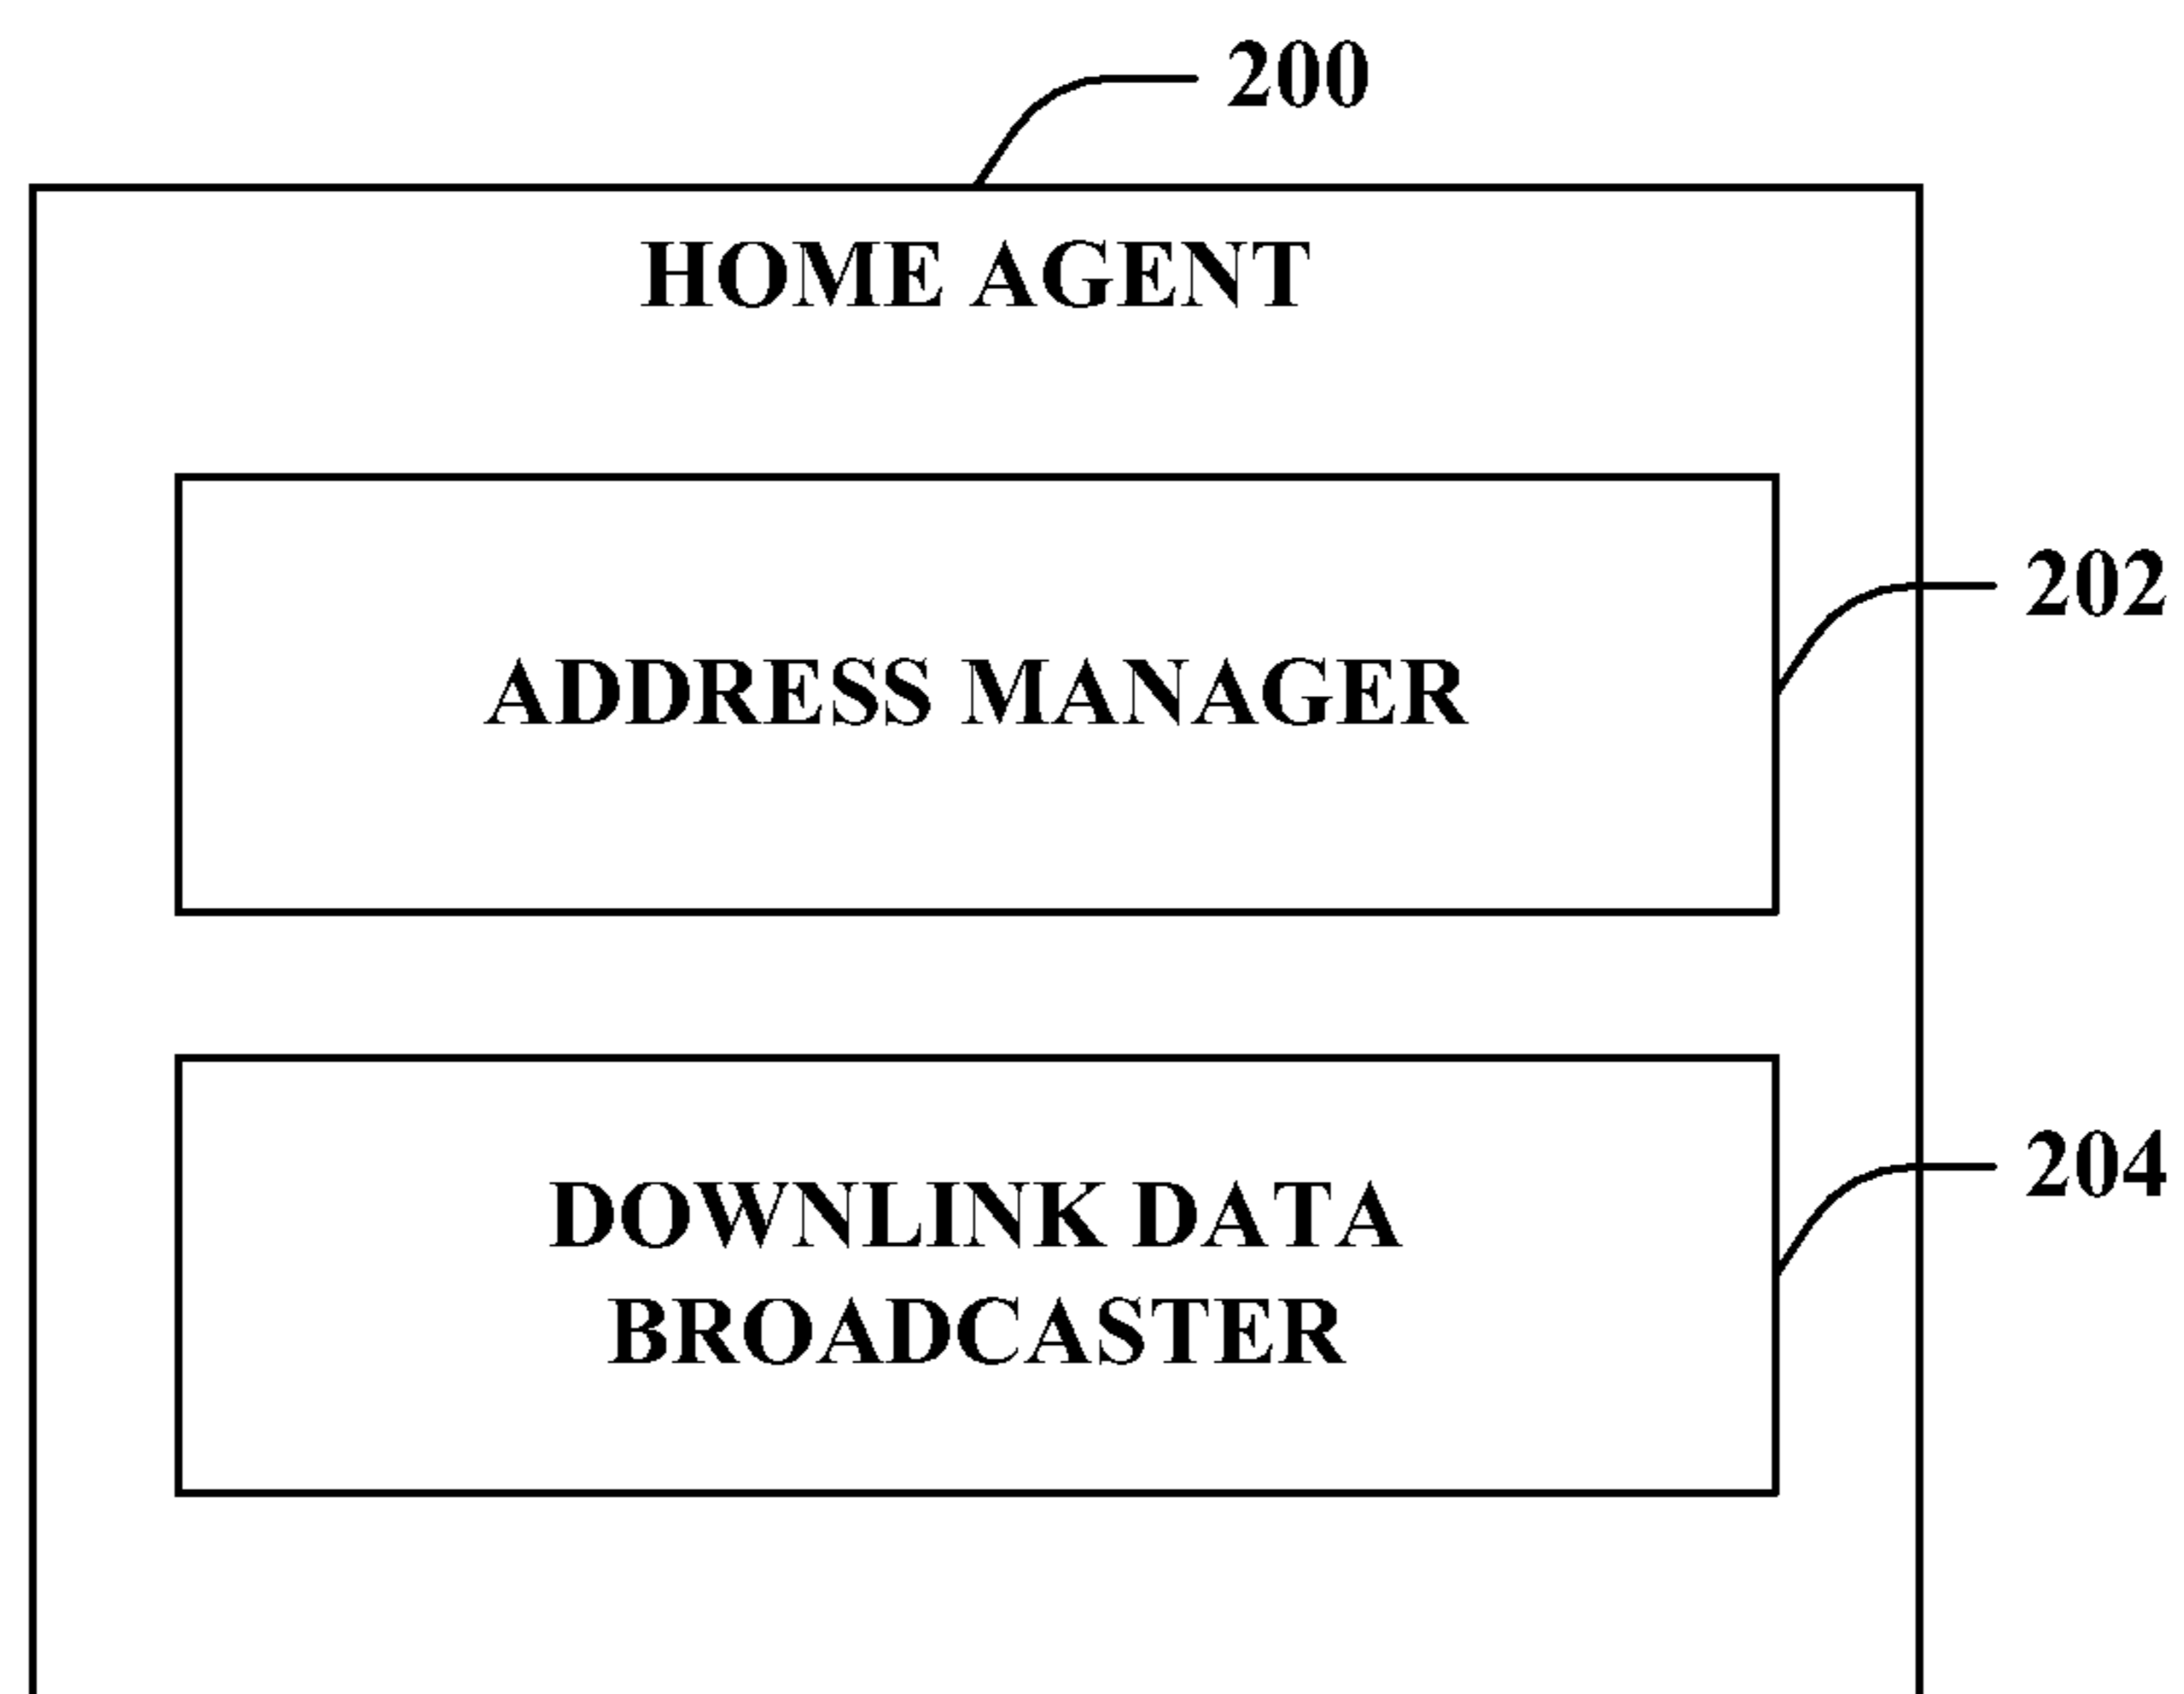 200
HOME AGENT
202
ADDRESS MANAGER
204
DOWNLINK DATA
BROADCASTER